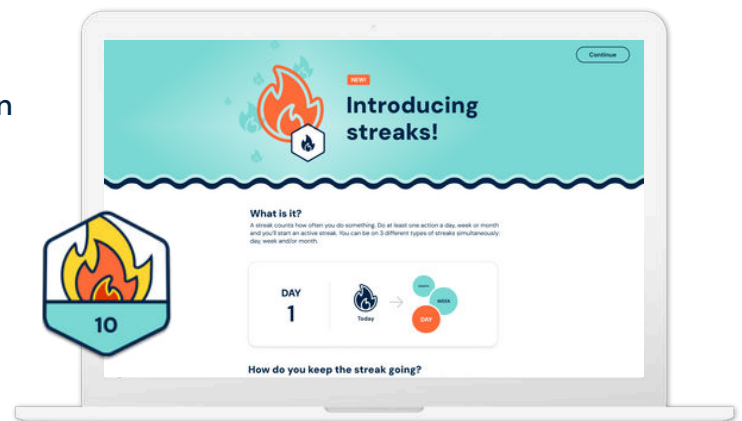 n
Continue
NEW!
Introducing
streaks!
What is it?
A streak counts how often you do something. Do at least one action a day, week or month
and you'll start an active streak. You can be on 3 different types of streaks simultaneously:
day, week and/or month.
DAY
1
Today
MONTH
WEEK
DAY
10
How do you keep the streak going?